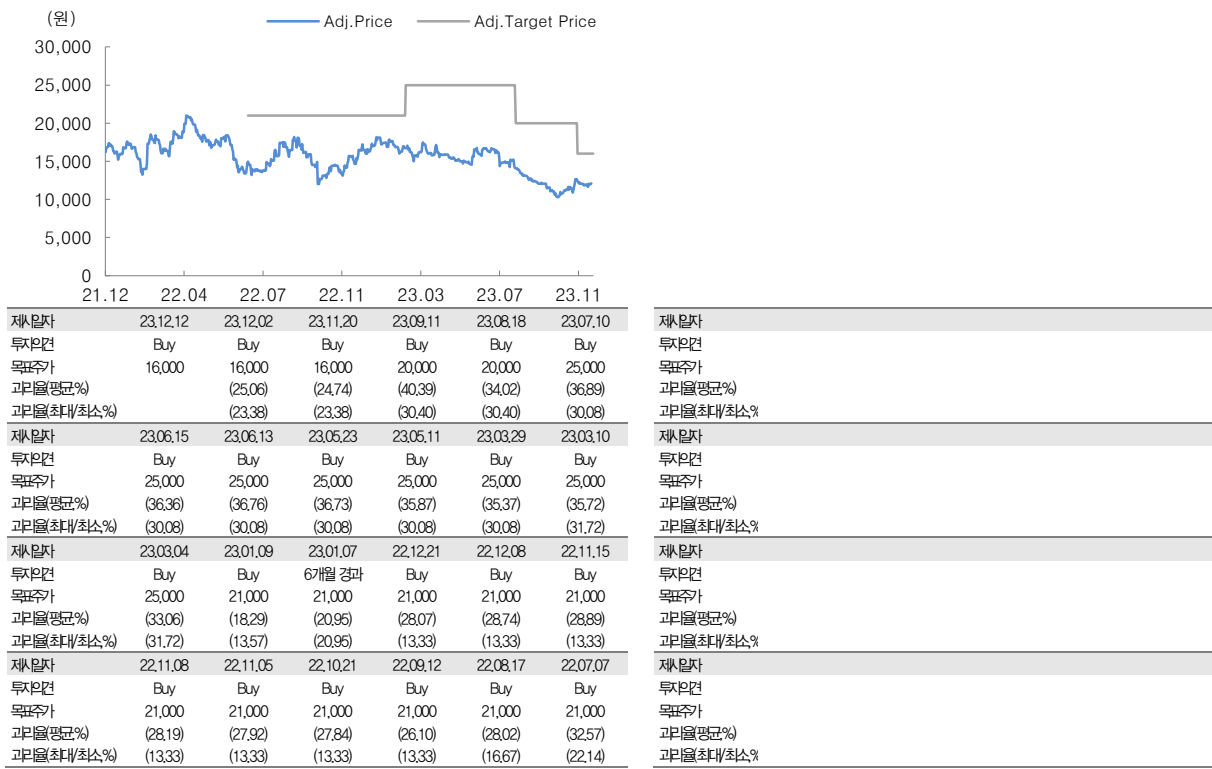 (원)
Adj.Price Adj.Target Price
30,000
25,000
20,000
15,000
10,000
5,000
0
21.12 22.04 22.07 22.11 23.03 23.07 23.11
제시일자 23.12.12 23.12.02 23.11.20 23.09.11 23.08.18 23.07.10
투자의견 Buy Buy Buy Buy Buy Buy
목표주가 16,000 16,000 16,000 20,000 20,000 25,000
괴리율(평균,%) (25.06) (24.74) (40.39) (34.02) (36.89)
괴리율(최대/최소,%) (23.38) (23.38) (30.40) (30.40) (30.08)
제시일자 23.06.15 23.06.13 23.05.23 23.05.11 23.03.29 23.03.10
투자의견 Buy Buy Buy Buy Buy Buy
목표주가 25,000 25,000 25,000 25,000 25,000 25,000
괴리율(평균,%) (36.36) (36.76) (36.73) (35.87) (35.37) (35.72)
괴리율(최대/최소,%) (30.08) (30.08) (30.08) (30.08) (30.08) (31.72)
제시일자 23.03.04 23.01.09 23.01.07 22.12.21 22.12.08 22.11.15
투자의견 Buy Buy 6개월 경과 Buy Buy Buy
목표주가 25,000 21,000 21,000 21,000 21,000 21,000
괴리율(평균,%) (33.06) (18.29) (20.95) (28.07) (28.74) (28.89)
괴리율(최대/최소,%) (31.72) (13.57) (20.95) (13.33) (13.33) (13.33)
제시일자 22.11.08 22.11.05 22.10.21 22.09.12 22.08.17 22.07.07
투자의견 Buy Buy Buy Buy Buy Buy
목표주가 21,000 21,000 21,000 21,000 21,000 21,000
괴리율(평균,%) (28.19) (27.92) (27.84) (26.10) (28.02) (32.57)
괴리율(최대/최소,%) (13.33) (13.33) (13.33) (13.33) (16.67) (22.14)
제시일자
투자의견
목표주가
괴리율(평균,%)
괴리율(최대/최소,%
제시일자
투자의견
목표주가
괴리율(평균,%)
괴리율(최대/최소,%
제시일자
투자의견
목표주가
괴리율(평균,%)
괴리율(최대/최소,%
제시일자
투자의견
목표주가
괴리율(평균,%)
괴리율(최대/최소,%